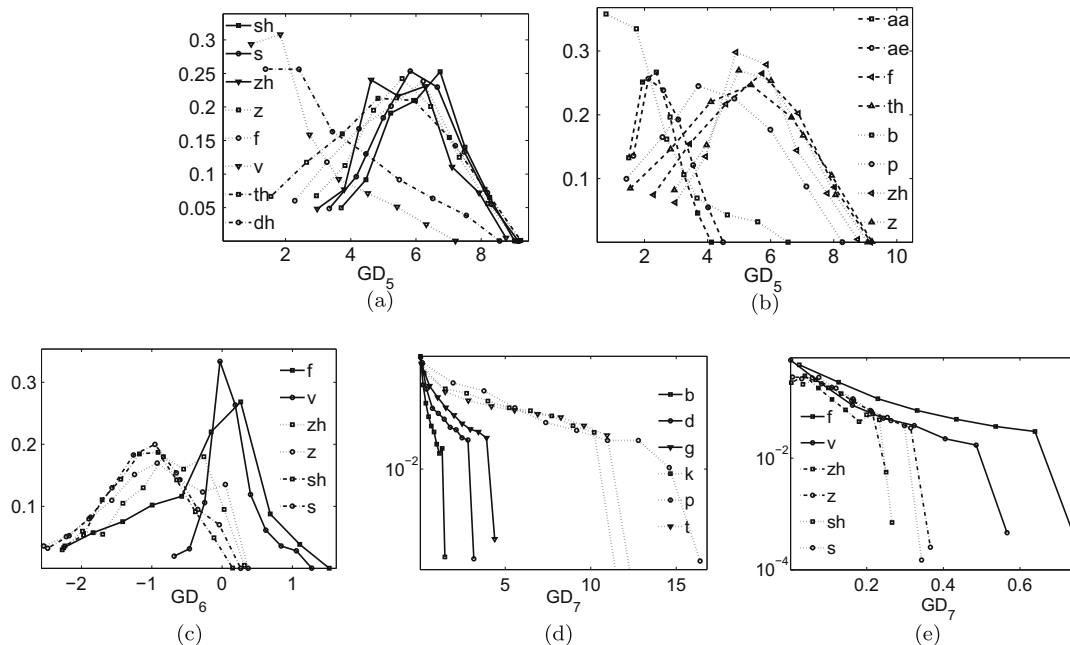 0.3
0.25
0.2
0.15
0.1
0.05
2 4 6 8
GD5
sh
s
zh
z
f
v
th
dh
(a)
0.3
0.2
0.1
2 4 6 8 10
GD5
aa
ae
f
th
b
p
zh
z
(b)
0.3
0.2
0.1
−2 −1 0 1
GD6
f
v
zh
z
sh
s
(c)
10−2
5 10 15
GD7
b
d
g
k
p
t
(d)
10−2
10−4
0.2 0.4 0.6
GD7
f
v
zh
z
sh
s
(e)